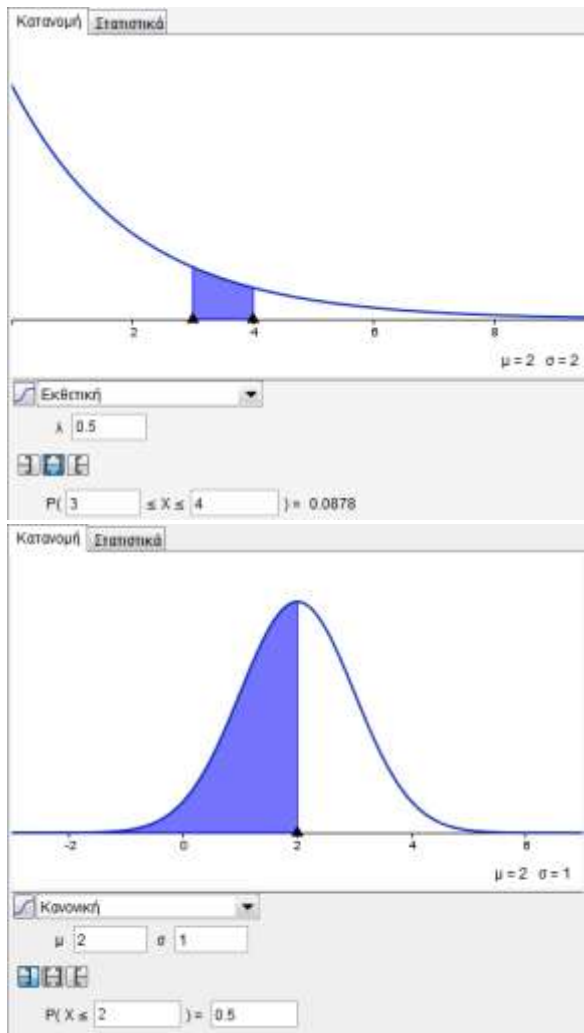 Κατανομή Στατιστικά
2 4 6 8
μ = 2 σ = 2
Εκθετική
λ 0.5
P( 3 ≤ X ≤ 4 ) = 0.0878
Κατανομή Στατιστικά
-2 0 2 4 6
μ = 2 σ = 1
Κανονική
μ 2 σ 1
P( X ≤ 2 ) = 0.5